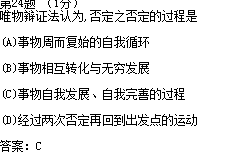 第24题 (1分)
唯物辩证法认为,否定之否定的过程是
(A)事物周而复始的自我循环
(B)事物相互转化与无穷发展
(C)事物自我发展、自我完善的过程
(D)经过两次否定再回到出发点的运动
答案: C